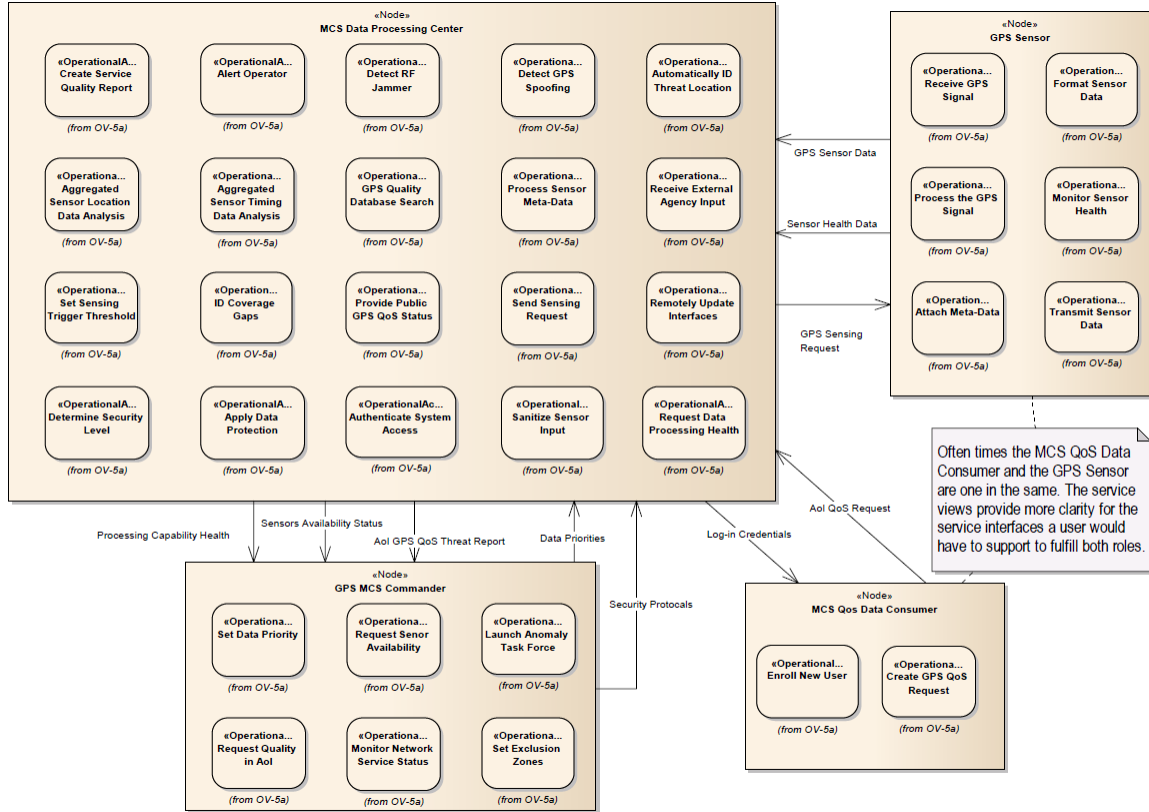 «Node»
MCS Data Processing Center
«OperationalA...
Create Service
Quality Report
(from OV-5a)
«OperationalA...
Alert Operator
(from OV-5a)
«OperationalA...
Detect RF
Jammer
(from OV-5a)
«Operationa...
Detect GPS
Spoofing
(from OV-5a)
«Operationa...
Automatically ID
Threat Location
(from OV-5a)
«Operationa...
Aggregated
Sensor Location
Data Analysis
(from OV-5a)
«Operationa...
Aggregated
Sensor Timing
Data Analysis
(from OV-5a)
«Operationa...
GPS Quality
Database Search
(from OV-5a)
«Operationa...
Process Sensor
Meta-Data
(from OV-5a)
«Operationa...
Receive External
Agency Input
(from OV-5a)
«Operationa...
Set Sensing
Trigger Threshold
(from OV-5a)
«Operation...
ID Coverage
Gaps
(from OV-5a)
«Operationa...
Provide Public
GPS QoS Status
(from OV-5a)
«Operationa...
Send Sensing
Request
(from OV-5a)
«Operationa...
Remotely Update
Interfaces
(from OV-5a)
«OperationalA...
Determine Security
Level
(from OV-5a)
«OperationalA...
Apply Data
Protection
(from OV-5a)
«OperationalAc...
Authenticate System
Access
(from OV-5a)
«Operational...
Sanitize Sensor
Input
(from OV-5a)
«OperationalA...
Request Data
Processing Health
(from OV-5a)
«Node»
GPS Sensor
«Operationa...
Receive GPS
Signal
(from OV-5a)
«Operation...
Format Sensor
Data
(from OV-5a)
«Operationa...
Process the GPS
Signal
(from OV-5a)
«Operationa...
Monitor Sensor
Health
(from OV-5a)
«Operation...
Attach Meta-Data
(from OV-5a)
«Operationa...
Transmit Sensor
Data
(from OV-5a)
GPS Sensor Data
Sensor Health Data
GPS Sensing
Request
Often times the MCS QoS Data
Consumer and the GPS Sensor
are one in the same. The service
views provide more clarity for the
service interfaces a user would
have to support to fulfill both roles.
Processing Capability Health
Sensors Availability Status
AoI GPS QoS Threat Report
Data Priorities
Security Protocals
Log-in Credentials
AoI QoS Request
«Node»
GPS MCS Commander
«Operationa...
Set Data Priority
(from OV-5a)
«Operationa...
Request Senor
Availability
(from OV-5a)
«Operationa...
Launch Anomaly
Task Force
(from OV-5a)
«Operationa...
Request Quality
in AoI
(from OV-5a)
«Operationa...
Monitor Network
Service Status
(from OV-5a)
«Operationa...
Set Exclusion
Zones
(from OV-5a)
«Node»
MCS Qos Data Consumer
«Operational...
Enroll New User
(from OV-5a)
«Operationa...
Create GPS QoS
Request
(from OV-5a)